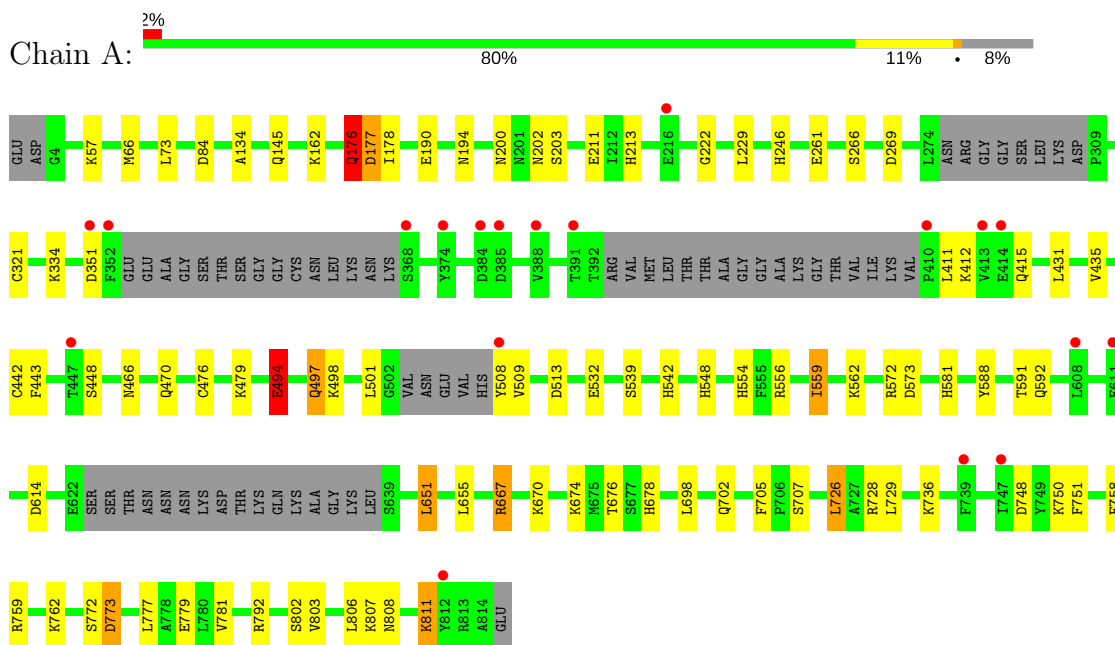 2%
Chain A:
80% 11% • 8%
GLU ASP G4 K57 M66 L73 D84 A134 Q145 K162 Q176 D177 I178 E190 N194 N200 N201 N202 S203 E211 I212 H213 E216 G222 L229 H246 E261 S266 D269 L274 ASN ARG GLY GLY SER LEU LYS ASP P309
C321 K334 D351 F352 GLU GLU ALA GLY SER THR SER GLY GLY CYS ASN LEU LYS ASN LYS S368 Y374 D384 D385 V388 T391 T392 ARG VAL MET LEU THR THR ALA GLY GLY ALA LYS GLY THR VAL ILE LYS VAL P410 L411 K412 V413 E414 Q415 L431 V435
C442 F443 T447 S448 N466 Q470 C476 K479 E494 Q497 K498 L501 G502 VAL ASN GLU VAL HIS Y508 V509 D513 E532 S539 H542 H548 H554 F555 R556 I559 K562 R572 D573 H581 Y588 T591 Q592 L608
D614 E622 SER SER THR ASN ASN ASN LYS ASP THR LYS GLN LYS ALA GLY LYS LEU S639 L651 L655 R667 K670 K674 M675 T676 S677 H678 L698 Q702 F705 P706 S707 L726 A727 R728 L729 K736 F739 I747 D748 Y749 K750 F751
R759 K762 S772 D773 L777 A778 E779 L780 V781 R792 S802 V803 L806 K807 N808 K811 Y812 R813 A814 GLU